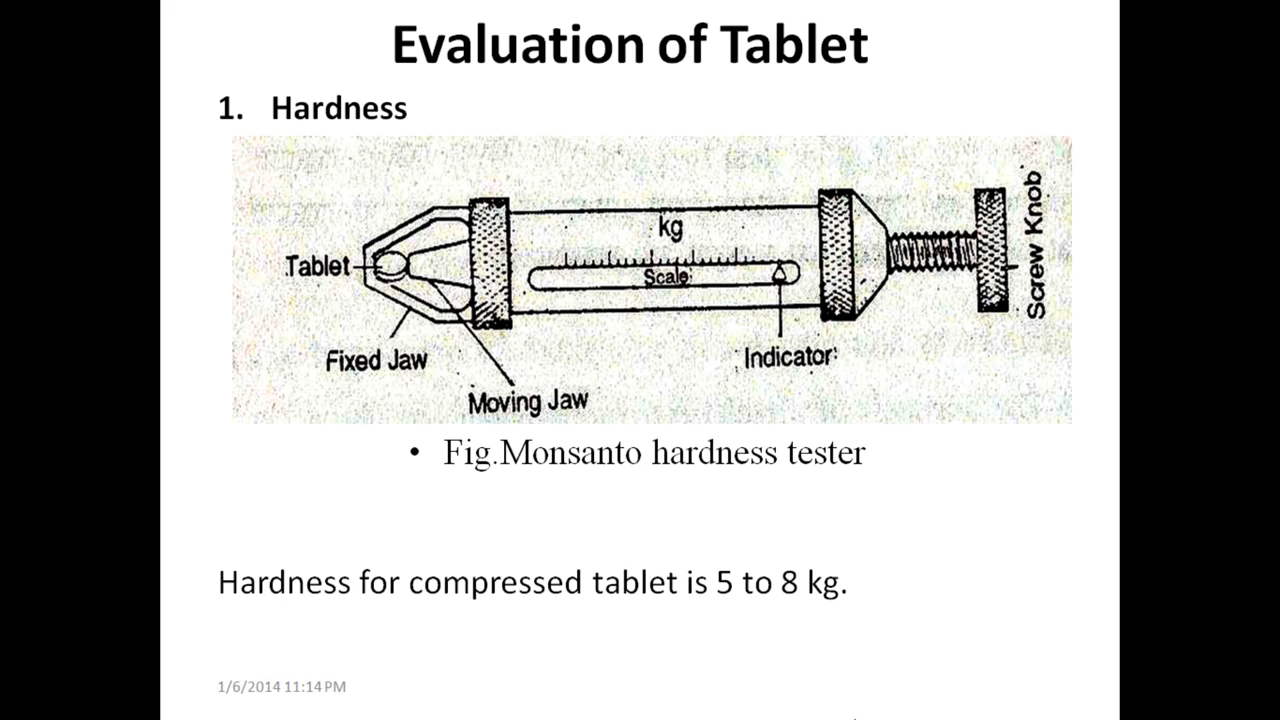 Evaluation of Tablet
1. Hardness
kg
Scale
Tablet
Fixed Jaw
Moving Jaw
Indicator
Screw Knob
• Fig.Monsanto hardness tester
Hardness for compressed tablet is 5 to 8 kg.
1/6/2014 11:14 PM